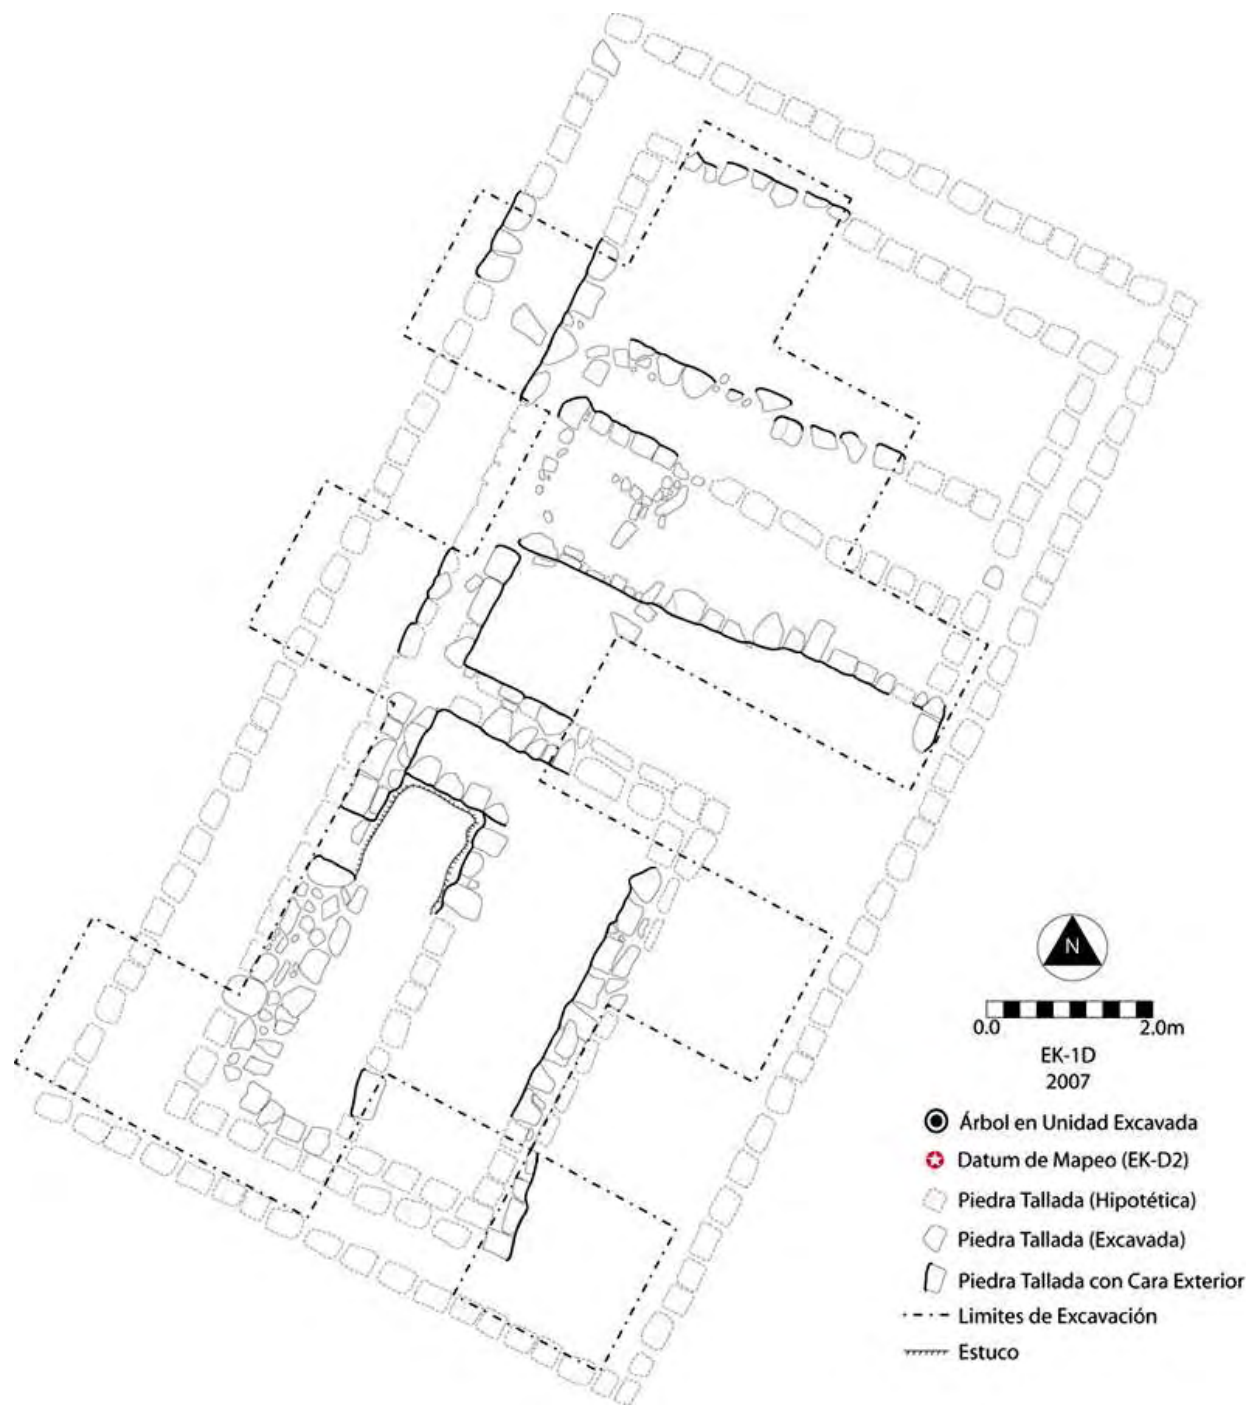 N
0.0 2.0m
EK-1D
2007
Árbol en Unidad Excavada
Datum de Mapeo (EK-D2)
Piedra Tallada (Hipotética)
Piedra Tallada (Excavada)
Piedra Tallada con Cara Exterior
Limites de Excavación
Estuco